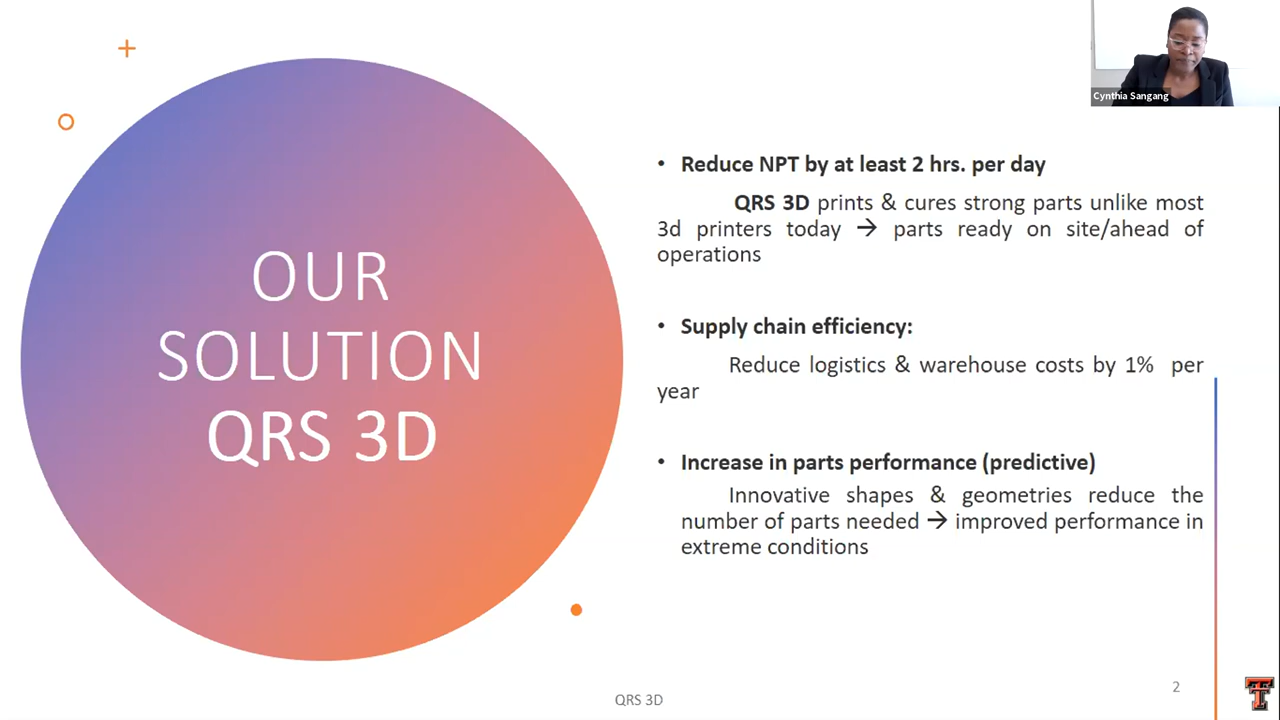 Cynthia Sangang
OUR
SOLUTION
QRS 3D
• Reduce NPT by at least 2 hrs. per day
QRS 3D prints & cures strong parts unlike most
3d printers today → parts ready on site/ahead of
operations
• Supply chain efficiency:
Reduce logistics & warehouse costs by 1% per
year
• Increase in parts performance (predictive)
Innovative shapes & geometries reduce the
number of parts needed → improved performance in
extreme conditions
QRS 3D
2
T